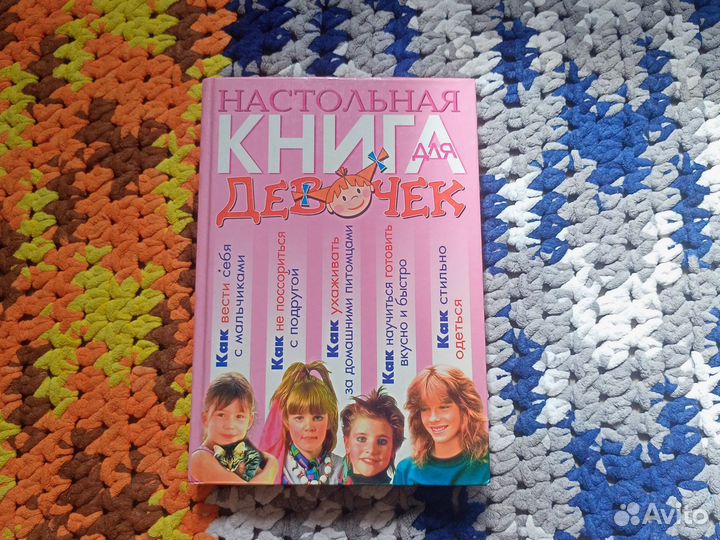 НАСТОЛЬНАЯ
КНИГА
ДЛЯ
ДЕВОЧЕК
Как вести себя
с мальчиками
Как не поссориться
с подругой
Как ухаживать
за домашними питомцами
Как научиться готовить
вкусно и быстро
Как стильно
одеться
Avito